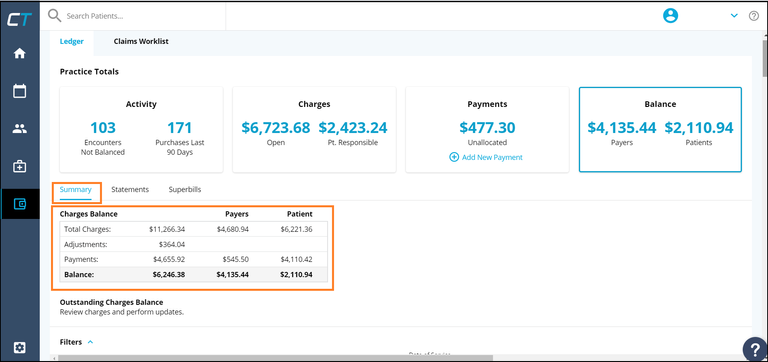 CT
Search Patients...
Ledger Claims Worklist
Practice Totals
Activity Charges Payments Balance
103 171 $6,723.68 $2,423.24 $477.30 $4,135.44 $2,110.94
Encounters Purchases Last Open Pt. Responsible Unallocated Payers Patients
Not Balanced 90 Days
Add New Payment
Summary Statements Superbills
Charges Balance Payers Patient
Total Charges: $11,266.34 $4,680.94 $6,221.36
Adjustments: $364.04
Payments: $4,655.92 $545.50 $4,110.42
Balance: $6,246.38 $4,135.44 $2,110.94
Outstanding Charges Balance
Review charges and perform updates.
Filters